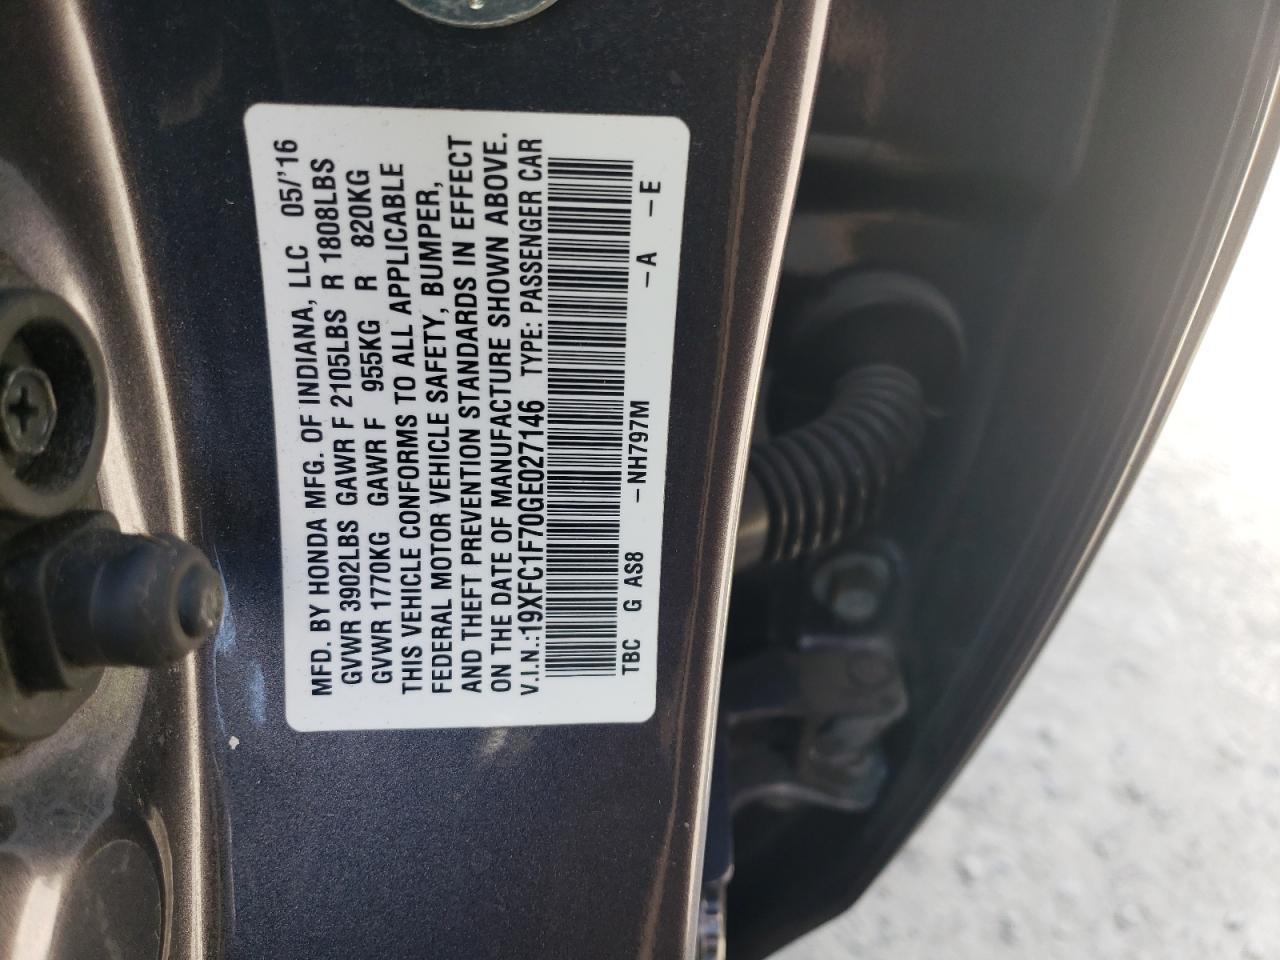 MFD. BY HONDA MFG. OF INDIANA, LLC 05/'16
GVWR 3902LBS GAWR F 2105LBS R 1808LBS
GVWR 1770KG GAWR F 955KG R 820KG
THIS VEHICLE CONFORMS TO ALL APPLICABLE
FEDERAL MOTOR VEHICLE SAFETY, BUMPER,
AND THEFT PREVENTION STANDARDS IN EFFECT
ON THE DATE OF MANUFACTURE SHOWN ABOVE.
V.I.N.:19XFC1F70GE027146 TYPE: PASSENGER CAR
TBC G AS8 -NH797M -A -E